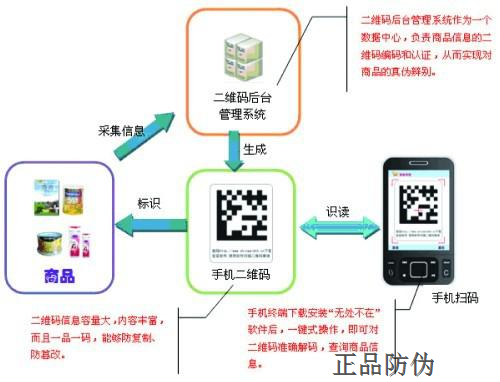 二维码后台管理系统作为一个
数据中心，负责商品信息的二
维码编码和认证，从而实现对
商品的真伪辨别。
二维码后台
管理系统
采集信息
生成
标识
识读
商品
手机二维码
手机扫码
二维码信息容量大，内容丰富，
而且一品一码，能够防复制、
防篡改。
手机终端下载安装“无处不在”
软件后，一键式操作，即可对
二维码准确解码，查询商品信
息。
正品防伪